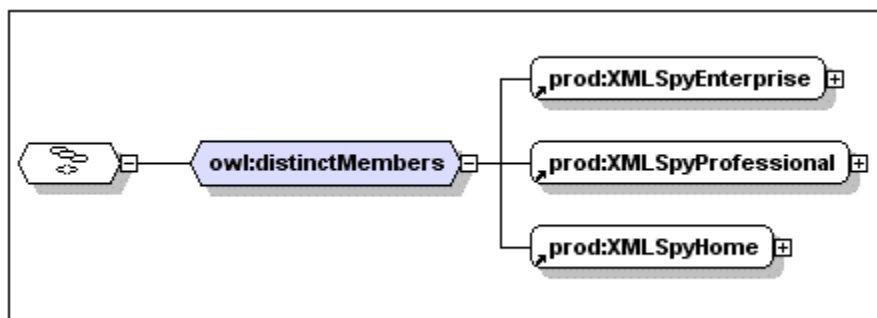 owl:distinctMembers
prod:XMLSpyEnterprise
prod:XMLSpyProfessional
prod:XMLSpyHome